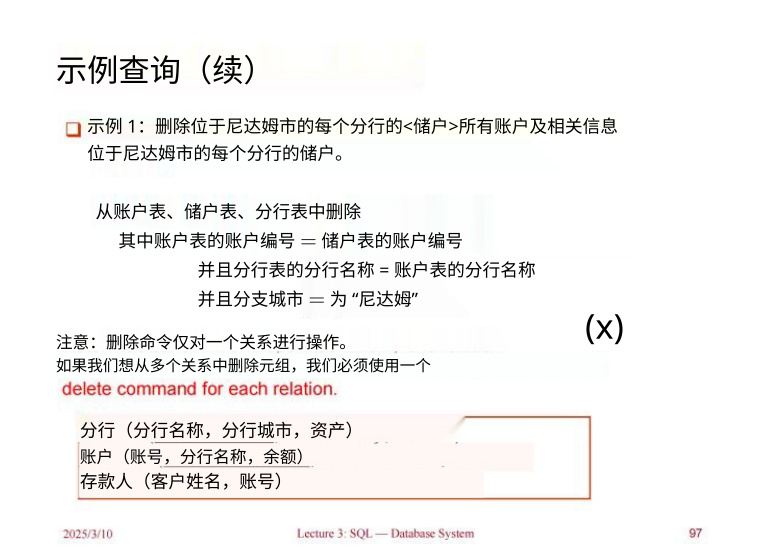 示例查询（续）
示例 1：删除位于尼达姆市的每个分行的<储户>所有账户及相关信息
位于尼达姆市的每个分行的储户。
从账户表、储户表、分行表中删除
其中账户表的账户编号 = 储户表的账户编号
并且分行表的分行名称 = 账户表的分行名称
并且分支城市 = 为 “尼达姆”
(x)
注意：删除命令仅对一个关系进行操作。
如果我们想从多个关系中删除元组，我们必须使用一个
delete command for each relation.
分行（分行名称，分行城市，资产）
账户（账号，分行名称，余额）
存款人（客户姓名，账号）
2025/3/10 Lecture 3: SQL — Database System 97